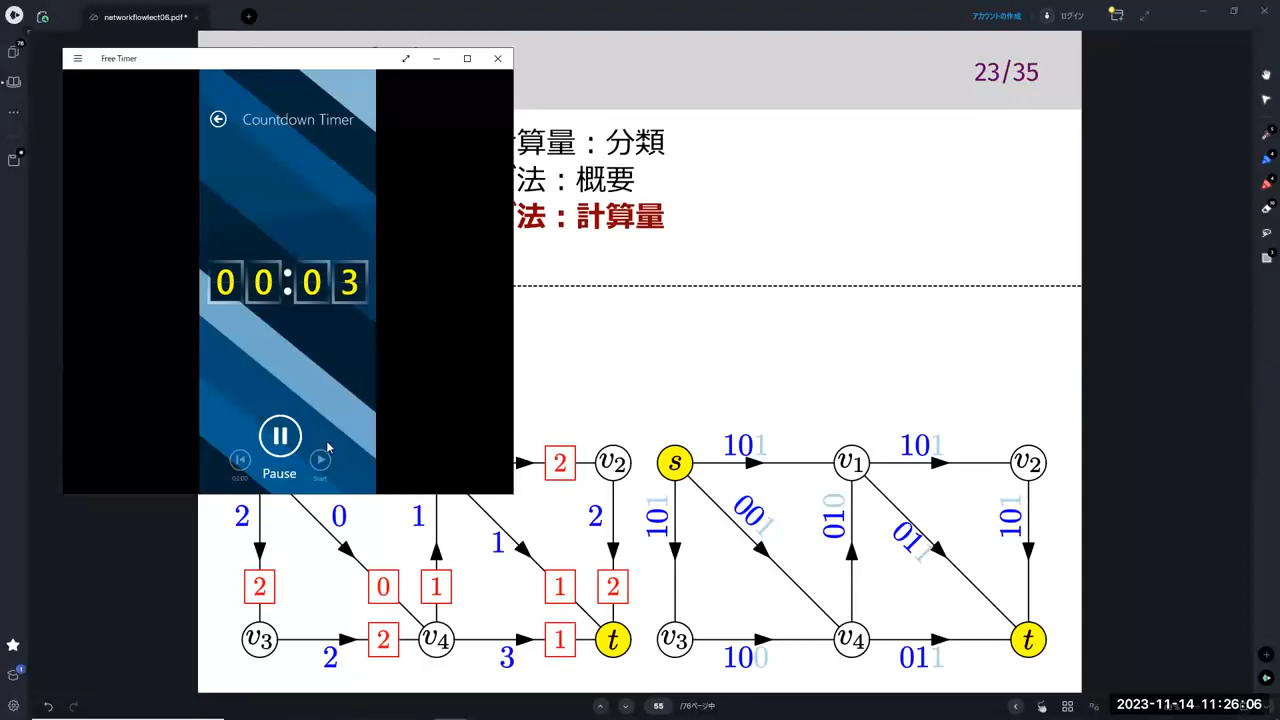 networkflowlect06.pdf *
アカウントの作成
ログイン
Free Timer
23/35
Countdown Timer
算量：分類
法：概要
法：計算量
00:03
Pause
Start
2
v2
s
101
v1
101
v2
2
0
1
1
2
101
001
010
011
101
2
0
1
1
2
v3
2
2
v4
3
1
t
v3
100
v4
011
t
55
/76ページ中
2023-11-14 11:26:06